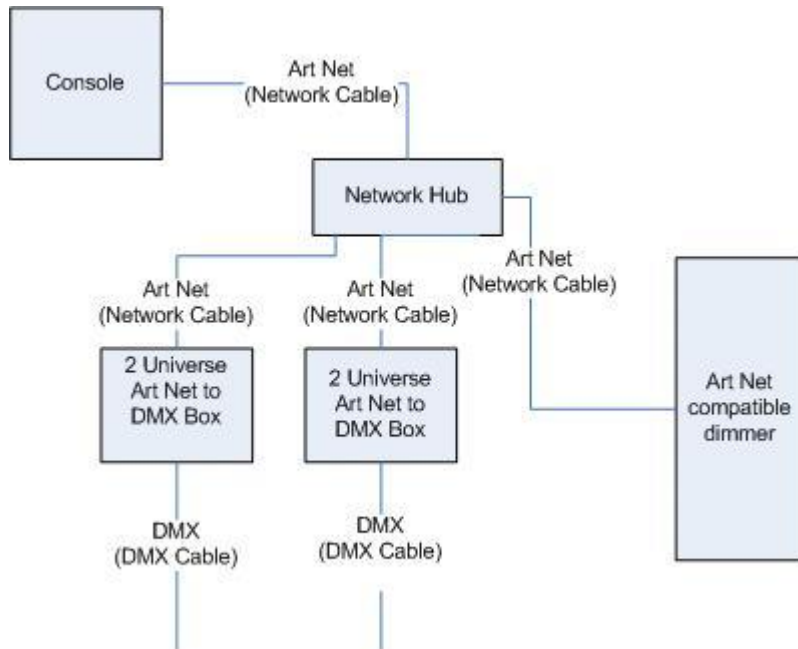 Console
Art Net
(Network Cable)
Network Hub
Art Net
(Network Cable)
Art Net
(Network Cable)
Art Net
(Network Cable)
2 Universe
Art Net to
DMX Box
2 Universe
Art Net to
DMX Box
Art Net
compatible
dimmer
DMX
(DMX Cable)
DMX
(DMX Cable)